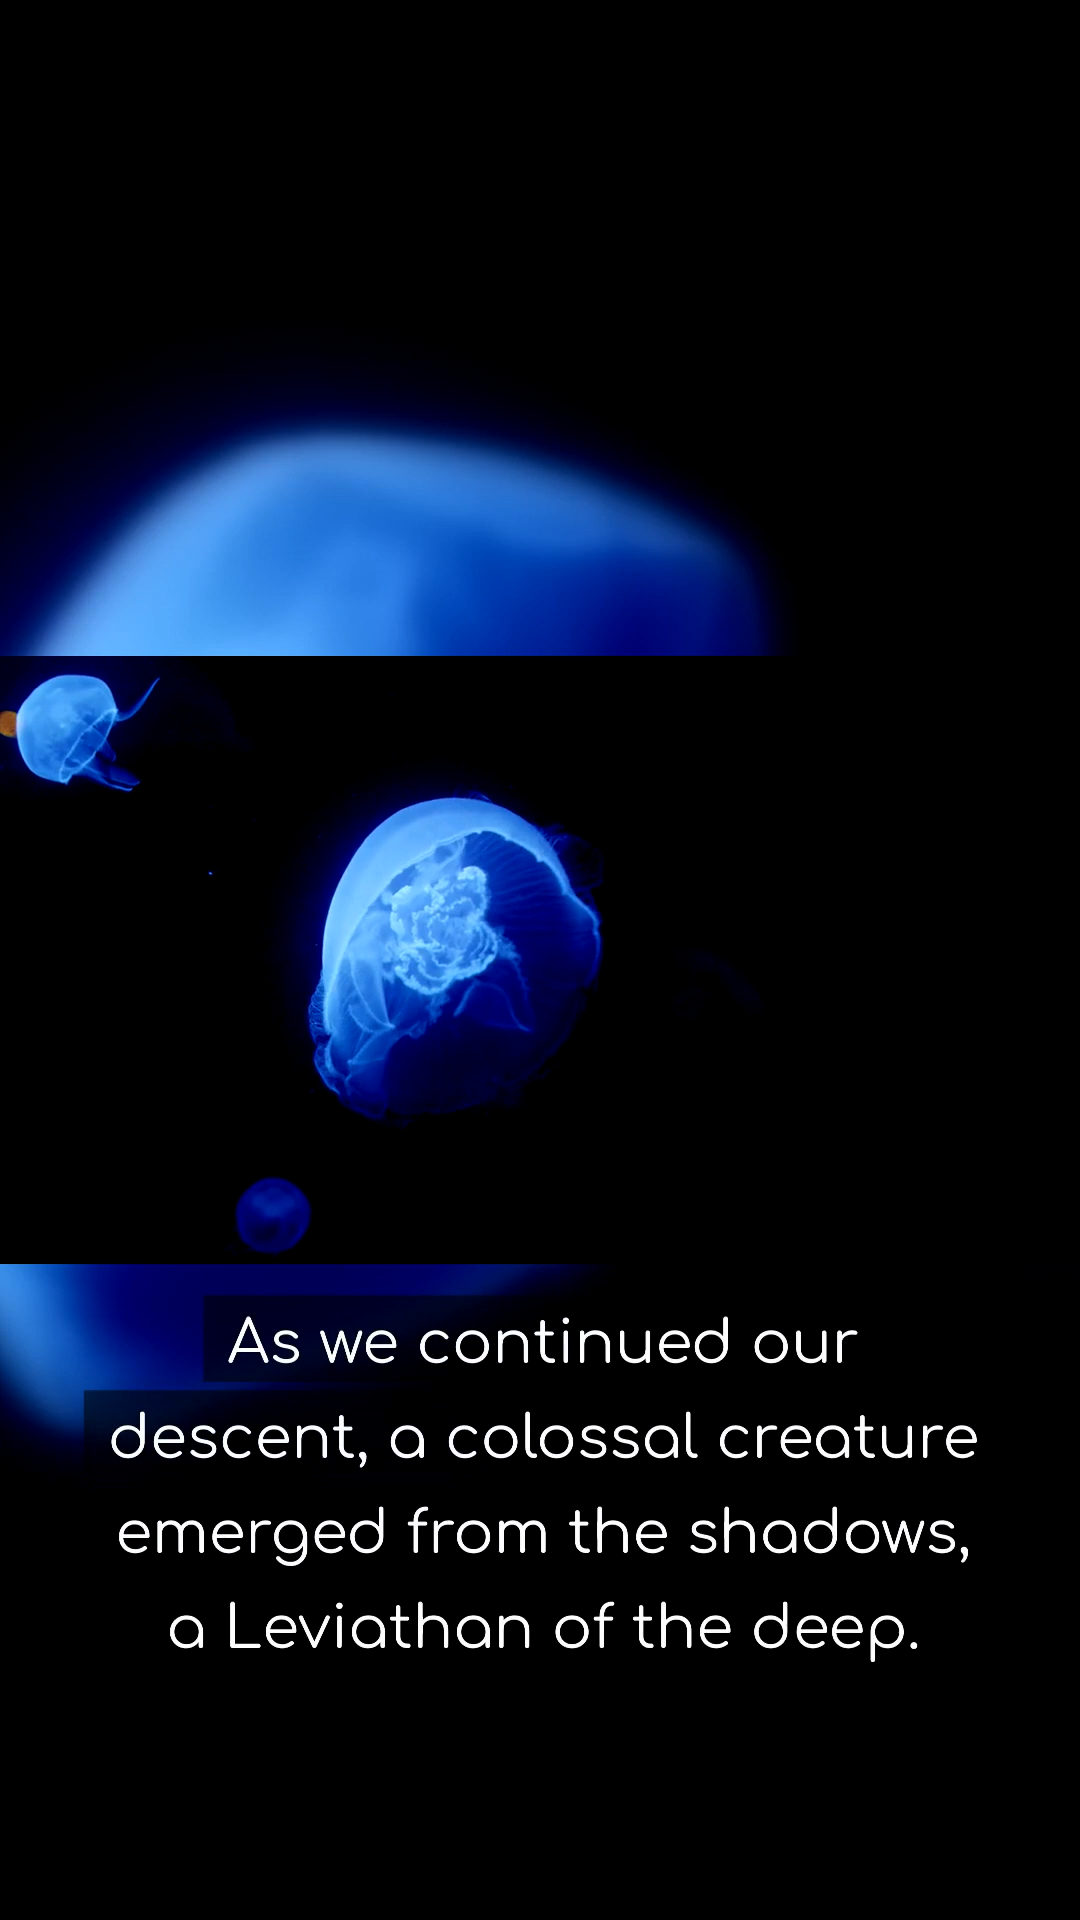 As we continued our
descent, a colossal creature
emerged from the shadows,
a Leviathan of the deep.